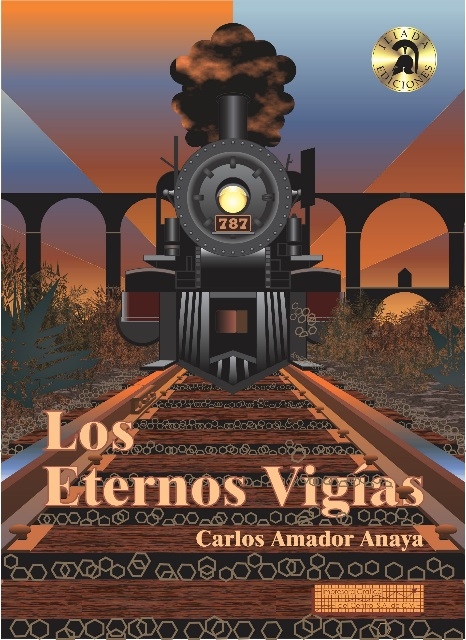 ILIADA
EDICIONES
787
Los
Eternos Vigías
Carlos Amador Anaya